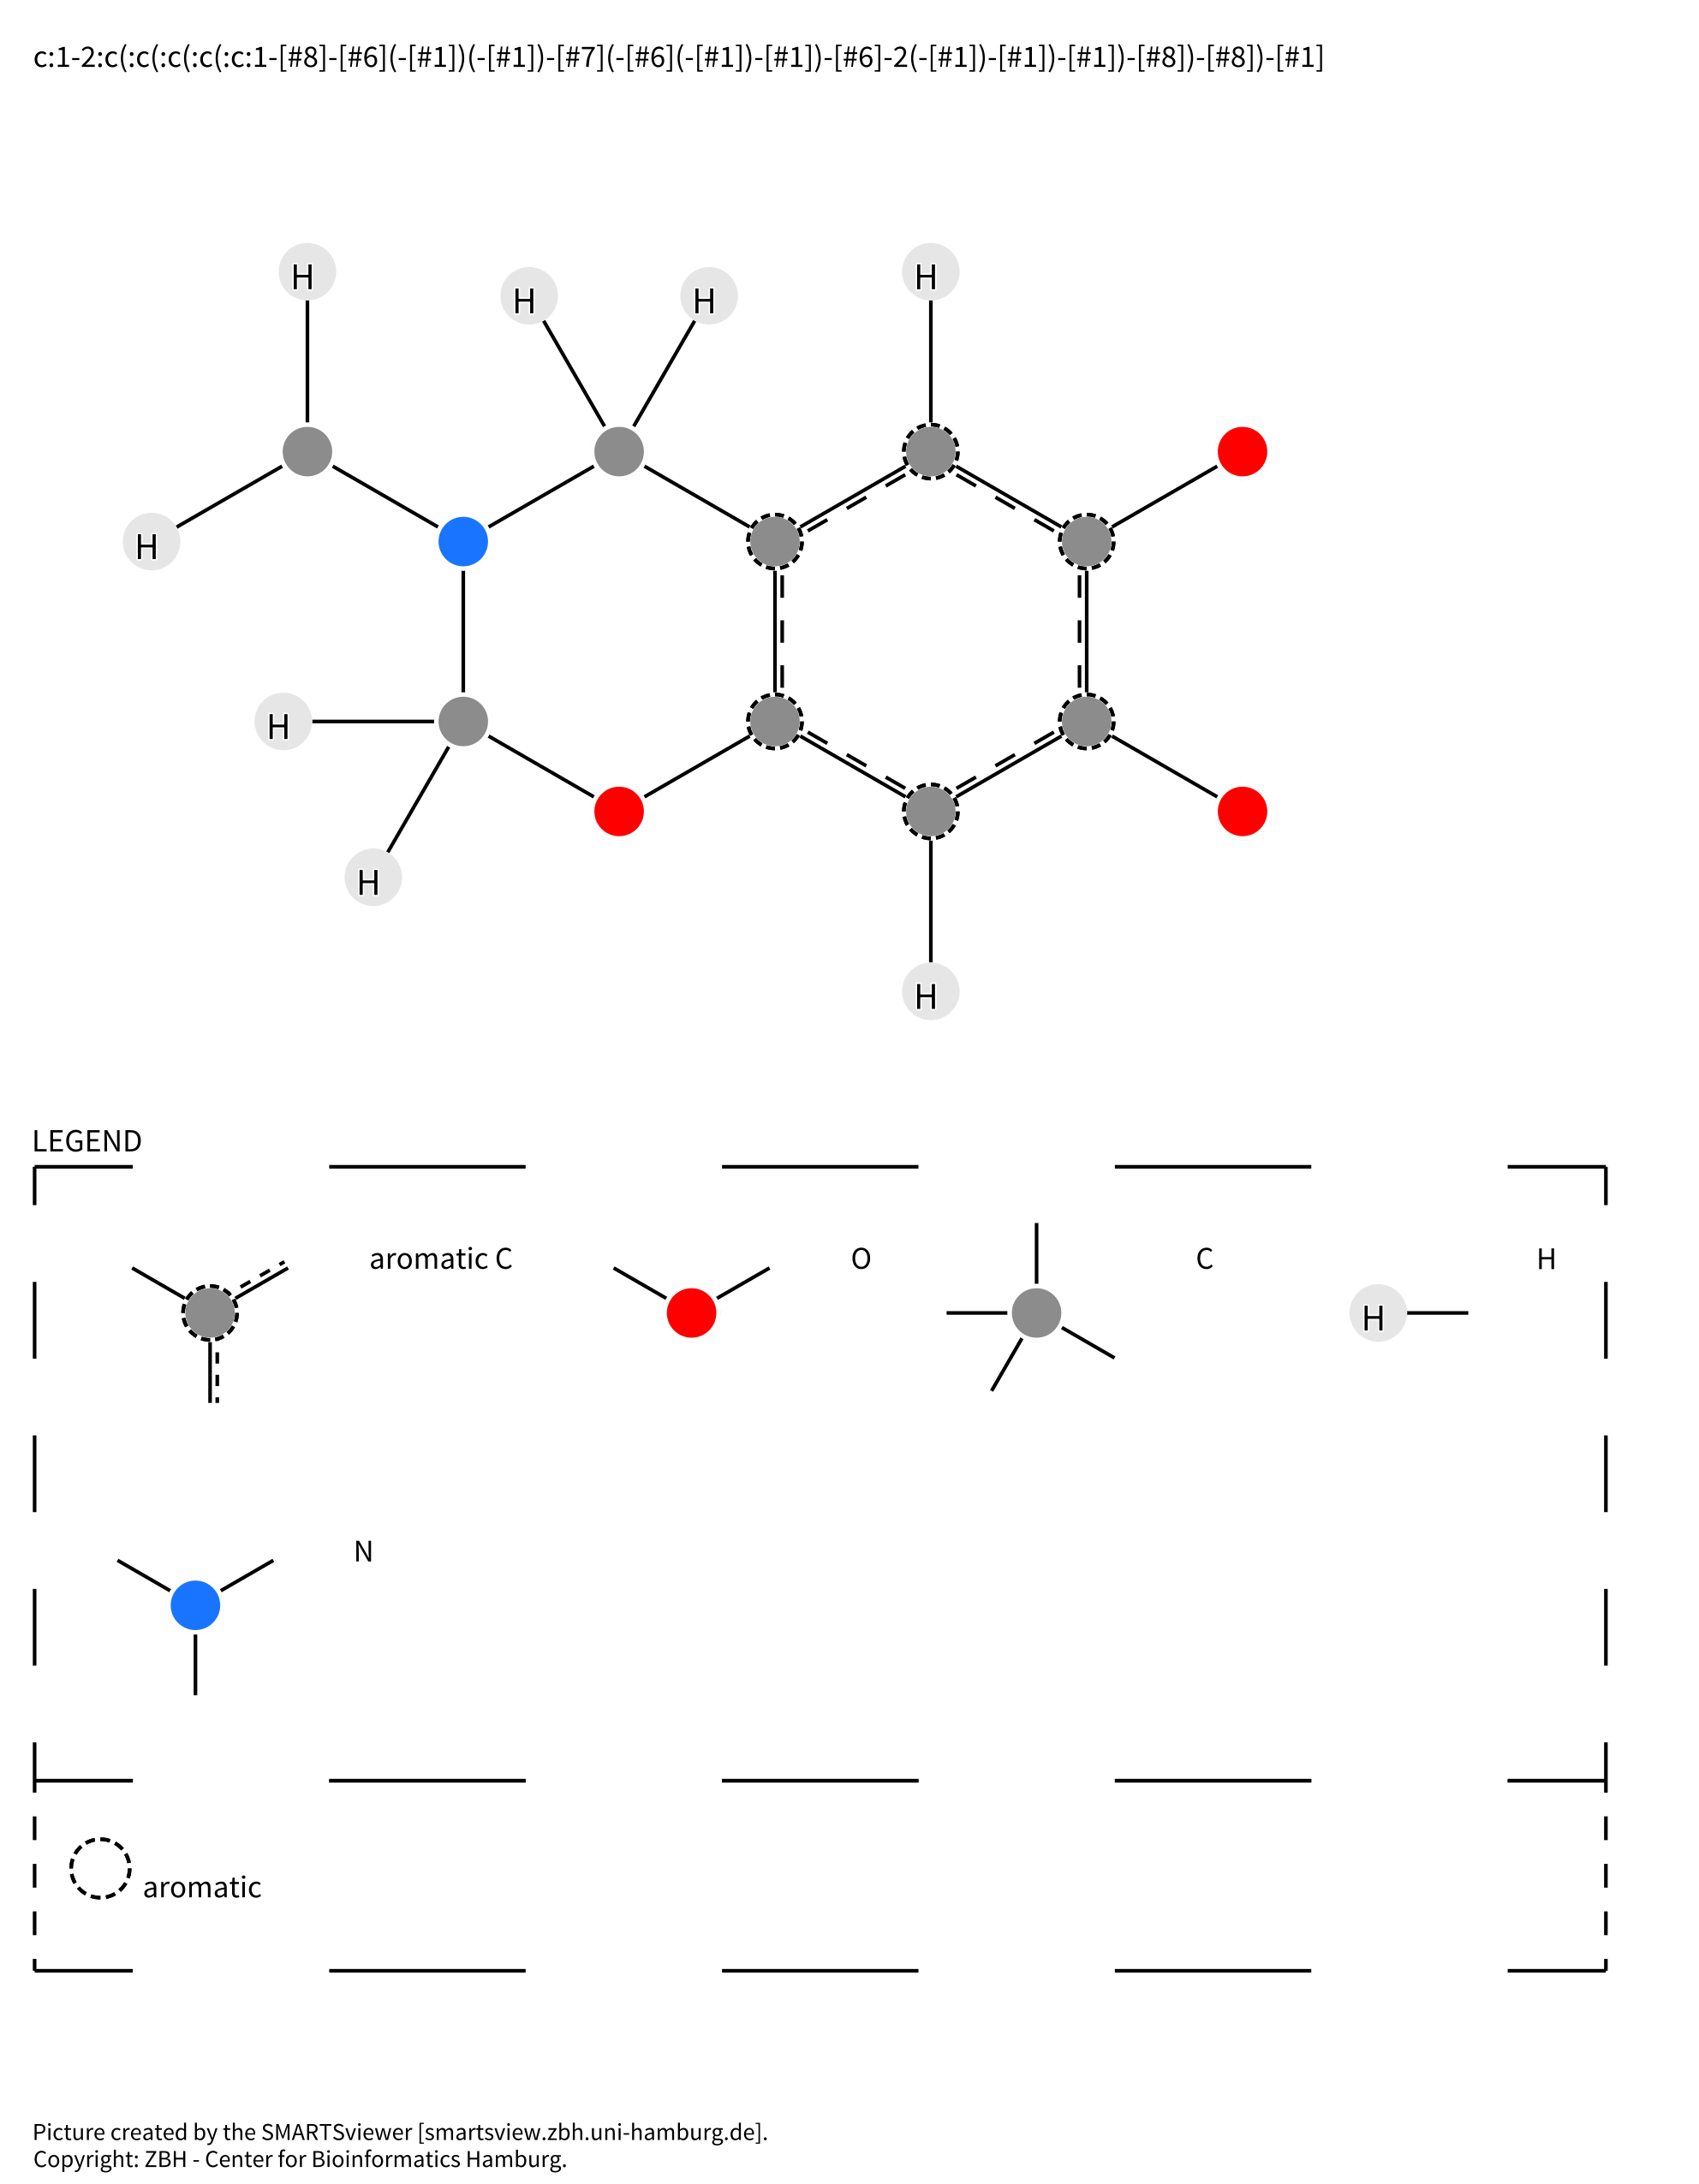 c:1-2:c(:c(:c(:c(:c:1-[#8]-[#6](-[#1])(-[#1])-[#7](-[#6](-[#1])-[#1])-[#6]-2(-[#1])-[#1])-[#1])-[#8])-[#8])-[#1]
H
H H H
H
H
H
H
LEGEND
aromatic C O C H
H
N
aromatic
Picture created by the SMARTSviewer [smartsview.zbh.uni-hamburg.de].
Copyright: ZBH - Center for Bioinformatics Hamburg.